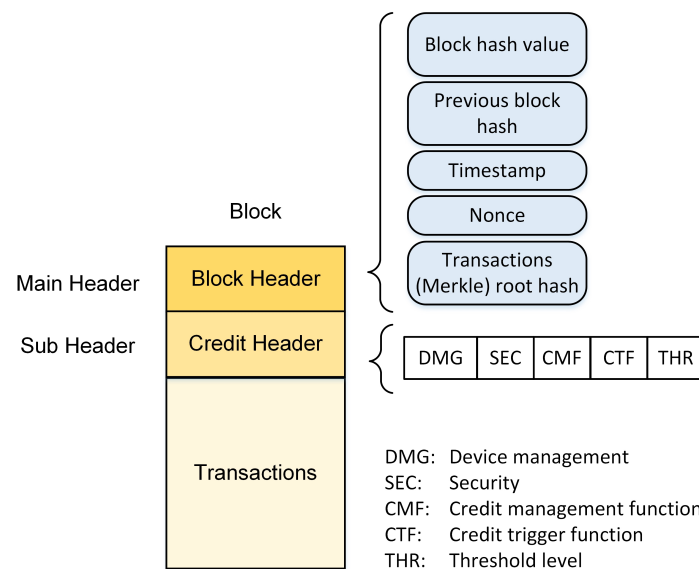 Block hash value
Previous block
hash
Timestamp
Nonce
Transactions
(Merkle) root hash
Block
Main Header
Block Header
Sub Header
Credit Header
DMG SEC CMF CTF THR
Transactions
DMG: Device management
SEC: Security
CMF: Credit management function
CTF: Credit trigger function
THR: Threshold level